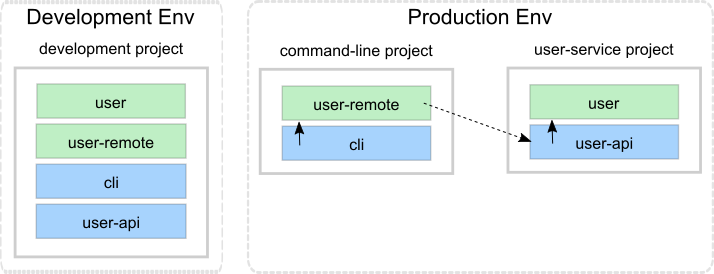 Development Env
development project
user
user-remote
cli
user-api
Production Env
command-line project
user-remote
cli
user-service project
user
user-api